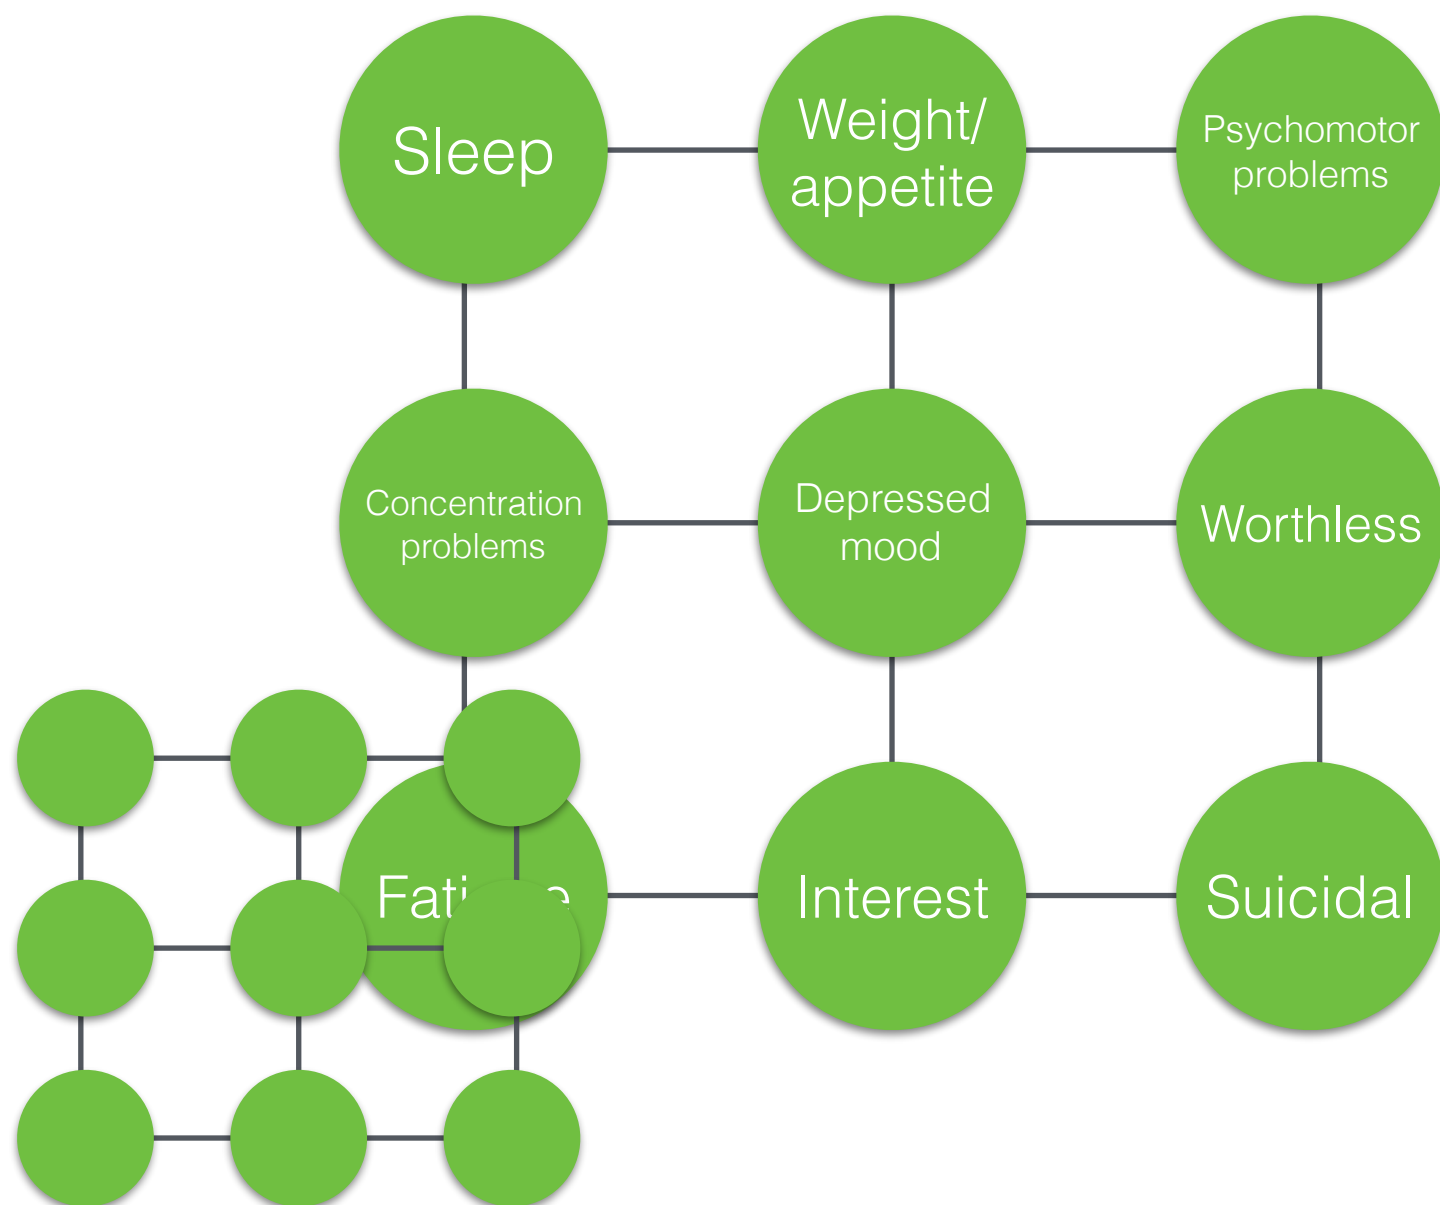 Sleep
Weight/
appetite
Psychomotor
problems
Concentration
problems
Depressed
mood
Worthless
Interest
Suicidal